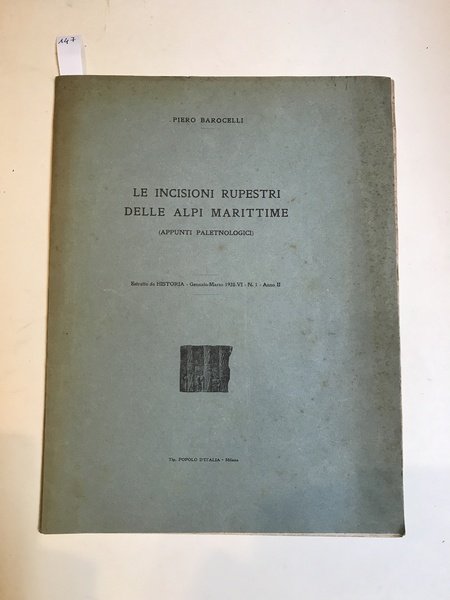 147
PIERO BAROCELLI
LE INCISIONI RUPESTRI
DELLE ALPI MARITTIME
(APPUNTI PALETNOLOGICI)
Estratto da HISTORIA - Gennaio-Marzo 1928-VI - N. 1 - Anno II
Tip. POPOLO D'ITALIA - Milano